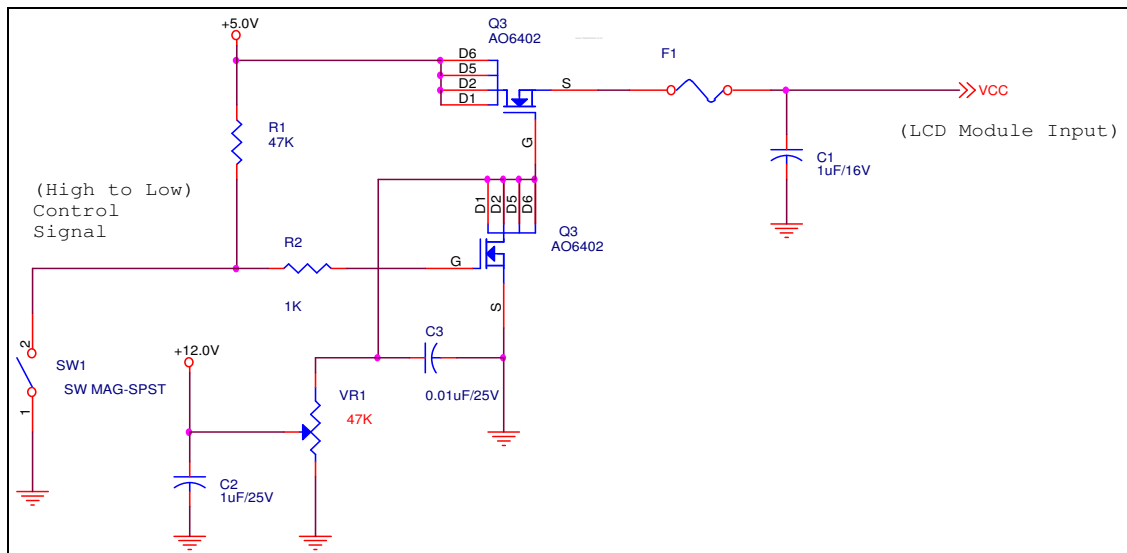 +5.0V
Q3
AO6402
D6
D5
D2
D1
S
G
F1
VCC
(LCD Module Input)
R1
47K
C1
1uF/16V
(High to Low)
Control
Signal
D1
D2
D5
D6
Q3
AO6402
R2
1K
G
S
C3
0.01uF/25V
+12.0V
2
SW1
SW MAG-SPST
1
VR1
47K
C2
1uF/25V